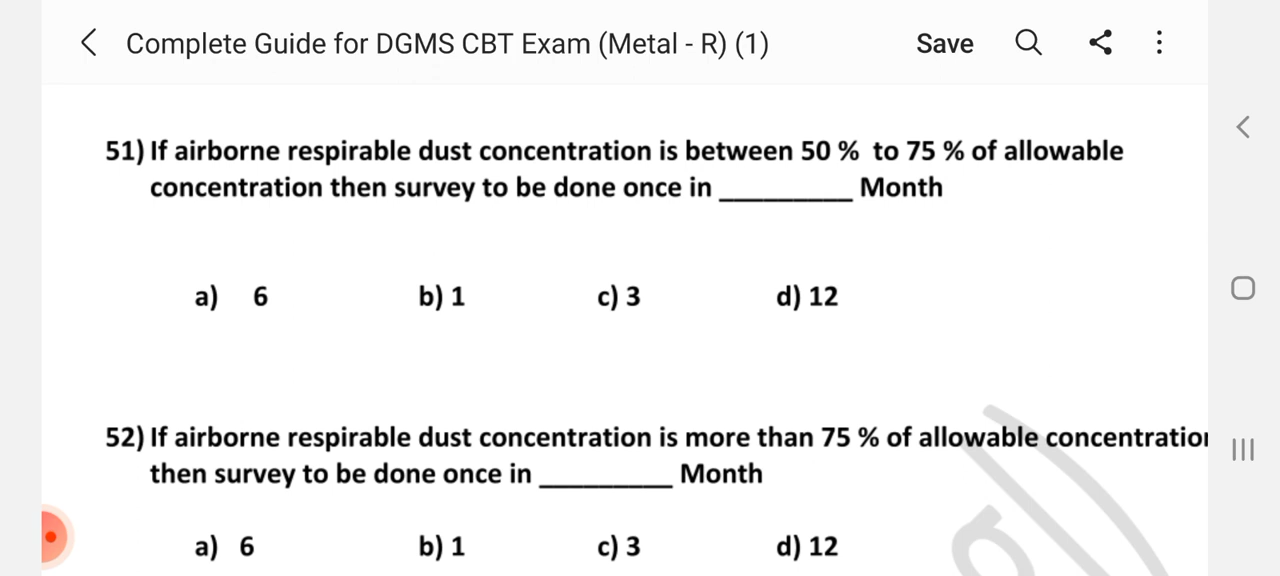 Complete Guide for DGMS CBT Exam (Metal - R) (1) Save
51) If airborne respirable dust concentration is between 50 % to 75 % of allowable
concentration then survey to be done once in _________ Month
a) 6 b) 1 c) 3 d) 12
52) If airborne respirable dust concentration is more than 75 % of allowable concentration
then survey to be done once in _________ Month
a) 6 b) 1 c) 3 d) 12